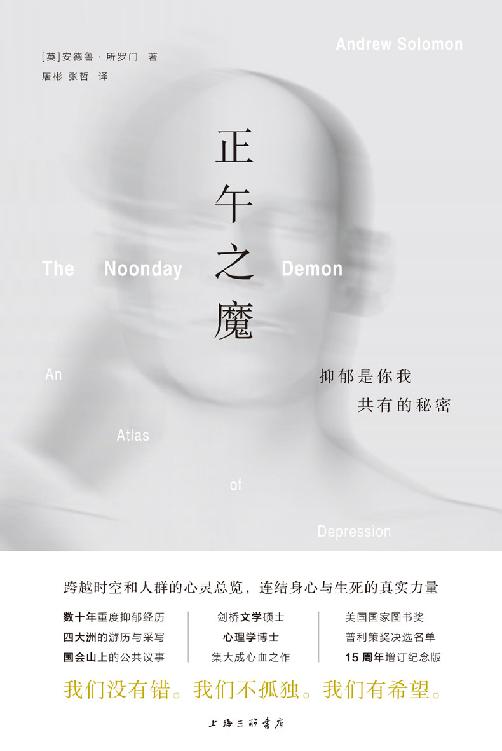 Andrew Solomon
[英]安德鲁·所罗门 著
屠彬 张哲 译
正午之魔
The Noonday Demon
An
Atlas
of
Depression
抑郁是你我
共有的秘密
跨越时空和人群的心灵总览，连结身心与生死的真实力量
数十年重度抑郁经历
四大洲的游历与采写
国会山上的公共议事
剑桥文学硕士
心理学博士
集大成心血之作
美国国家图书奖
普利策奖决选名单
15 周年增订纪念版
我们没有错。我们不孤独。我们有希望。
上海三联书店